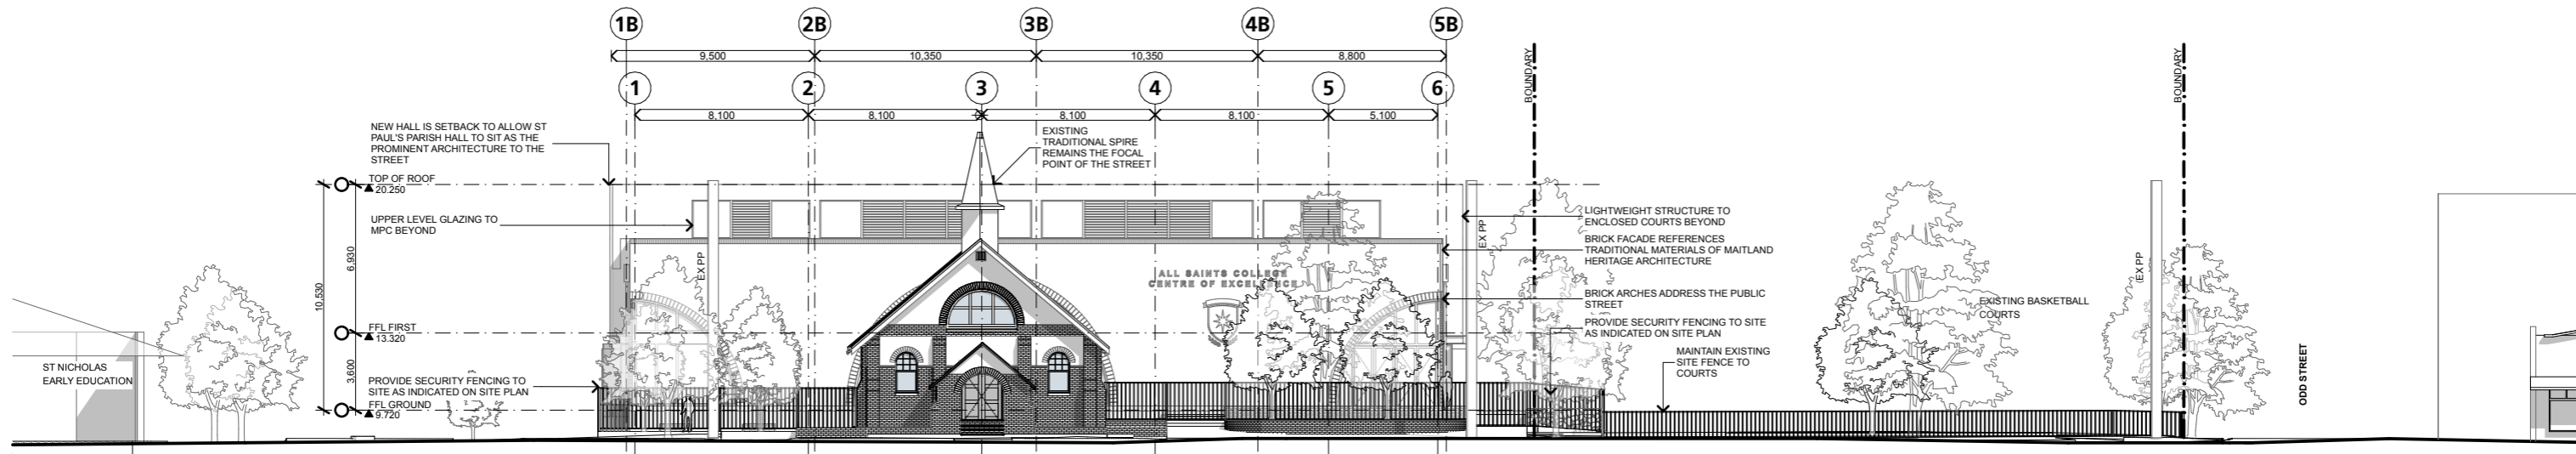 1B
2B
3B
4B
5B
9,500
10,350
10,350
8,800
1
2
3
4
5
6
8,100
8,100
8,100
8,100
5,100
BOUNDARY
BOUNDARY
NEW HALL IS SETBACK TO ALLOW ST
PAUL'S PARISH HALL TO SIT AS THE
PROMINENT ARCHITECTURE TO THE
STREET
EXISTING
TRADITIONAL SPIRE
REMAINS THE FOCAL
POINT OF THE STREET
TOP OF ROOF
20.250
UPPER LEVEL GLAZING TO
MPC BEYOND
6,930
10,530
3,600
EX PP
EX PP
EX PP
LIGHTWEIGHT STRUCTURE TO
ENCLOSED COURTS BEYOND
BRICK FACADE REFERENCES
TRADITIONAL MATERIALS OF MAITLAND
HERITAGE ARCHITECTURE
ALL SAINTS COLLEGE
CENTRE OF EXCELLENCE
BRICK ARCHES ADDRESS THE PUBLIC
STREET
EXISTING BASKETBALL
COURTS
FFL FIRST
13.320
PROVIDE SECURITY FENCING TO SITE
AS INDICATED ON SITE PLAN
MAINTAIN EXISTING
SITE FENCE TO
COURTS
ST NICHOLAS
EARLY EDUCATION
PROVIDE SECURITY FENCING TO
SITE AS INDICATED ON SITE PLAN
FFL GROUND
9.720
ODD STREET